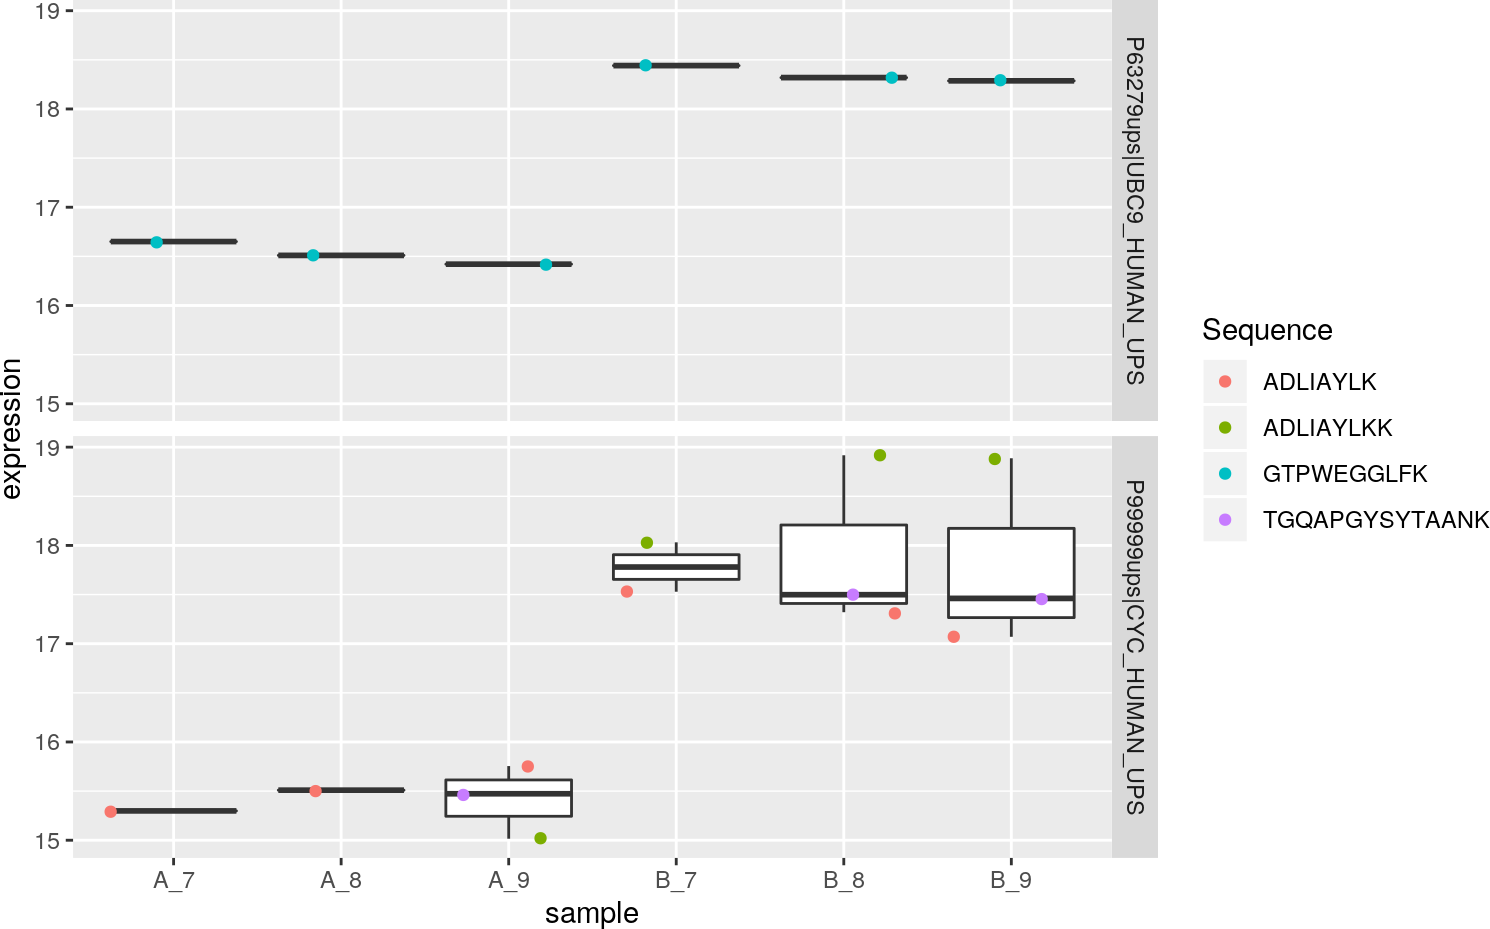 19
18
17
16
15
P63279ups|UBC9_HUMAN_UPS
expression
19
18
17
16
15
P99999ups|CYC_HUMAN_UPS
A_7 A_8 A_9 B_7 B_8 B_9
sample
Sequence
ADLIAYLK
ADLIAYLKK
GTPWEGGLFK
TGQAPGYSYTAANK